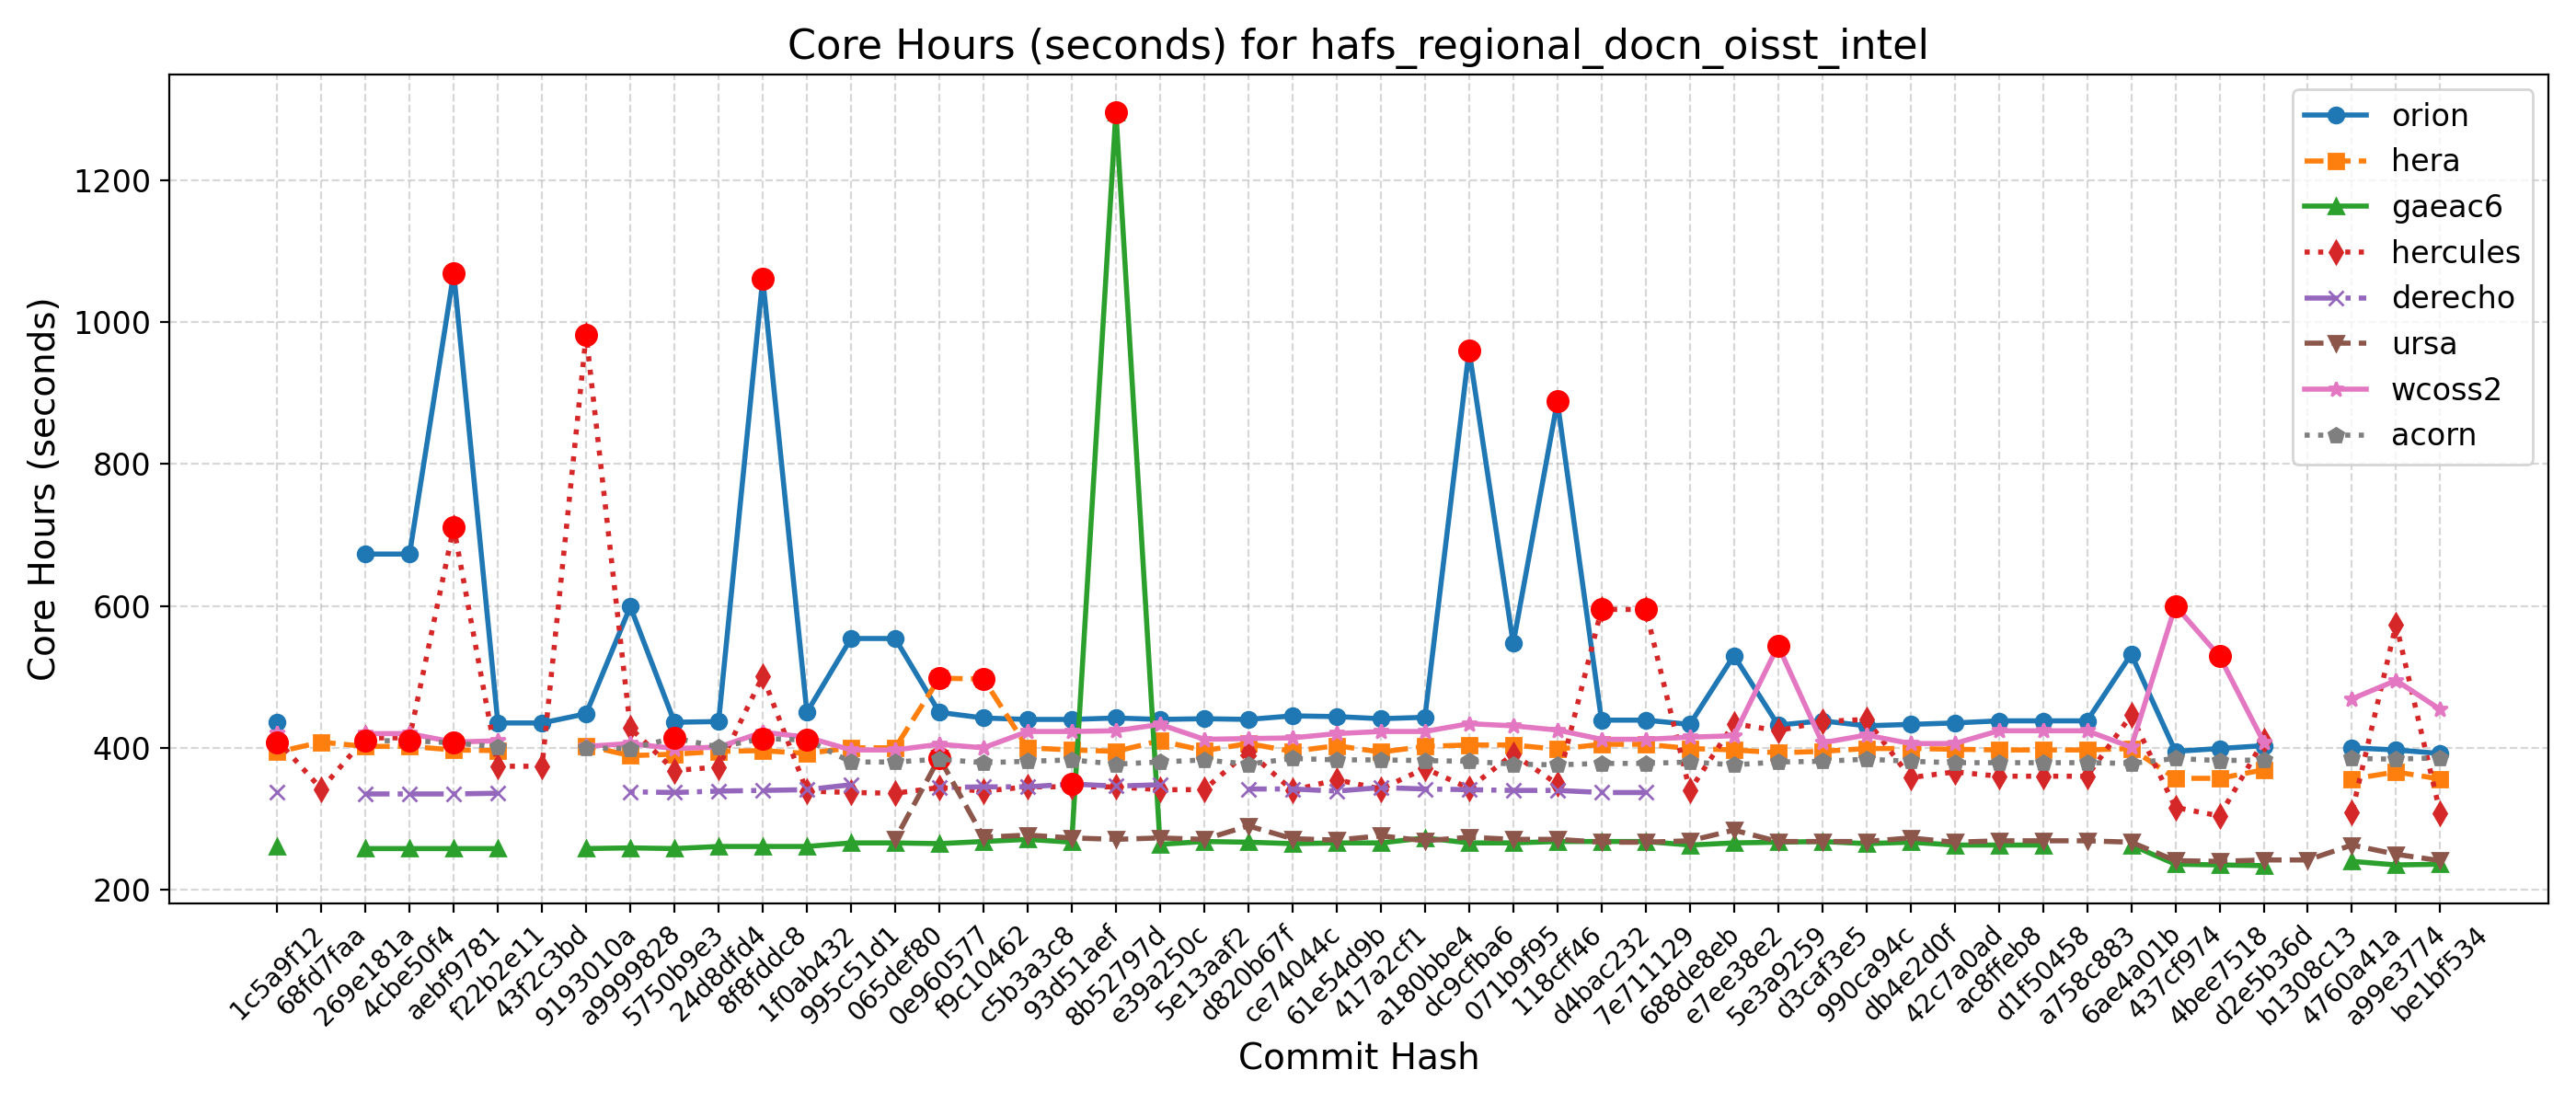 Core Hours (seconds) for hafs_regional_docn_oisst_intel
Core Hours (seconds)
1200
1000
800
600
400
200
orion
hera
gaeac6
hercules
derecho
ursa
wcoss2
acorn
1c5a9f12
68fd7faa
269e181a
4cbe50f4
aebf9781
f22b2e11
43f2c3bd
9193010a
a9999828
5750b9e3
24d8dfd4
8f8fddc8
1f0ab432
995c51d1
065def80
0e960577
f9c10462
c5b3a3c8
93d51aef
8b52797d
e39a250c
5e13aaf2
d820b67f
ce74044c
61e54d9b
417a2cf1
a180bbe4
dc9cfba6
071b9f95
118cff46
d4bac232
7e711129
688de8eb
e7ee38e2
5e3a9259
d3caf3e5
990ca94c
db4e2d0f
42c7a0ad
ac8ffeb8
d1f50458
a758c883
6ae4a01b
437cf974
4bee7518
d2e5b36d
b1308c13
4760a41a
a99e3774
be1bf534
Commit Hash